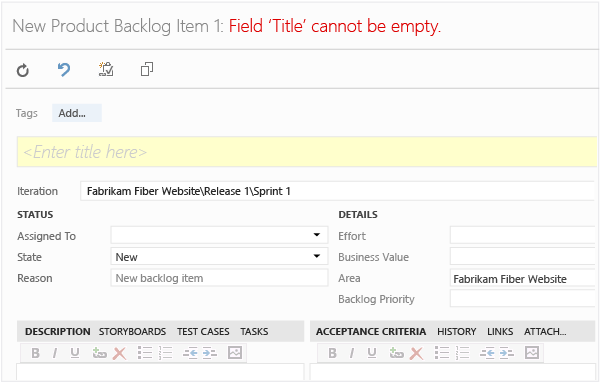 New Product Backlog Item 1: Field ‘Title’ cannot be empty.
Tags Add...
<Enter title here>
Iteration Fabrikam Fiber Website\Release 1\Sprint 1
STATUS DETAILS
Assigned To Effort
State New Business Value
Reason New backlog item Area Fabrikam Fiber Website
Backlog Priority
DESCRIPTION STORYBOARDS TEST CASES TASKS ACCEPTANCE CRITERIA HISTORY LINKS ATTACH...
B I U B I U